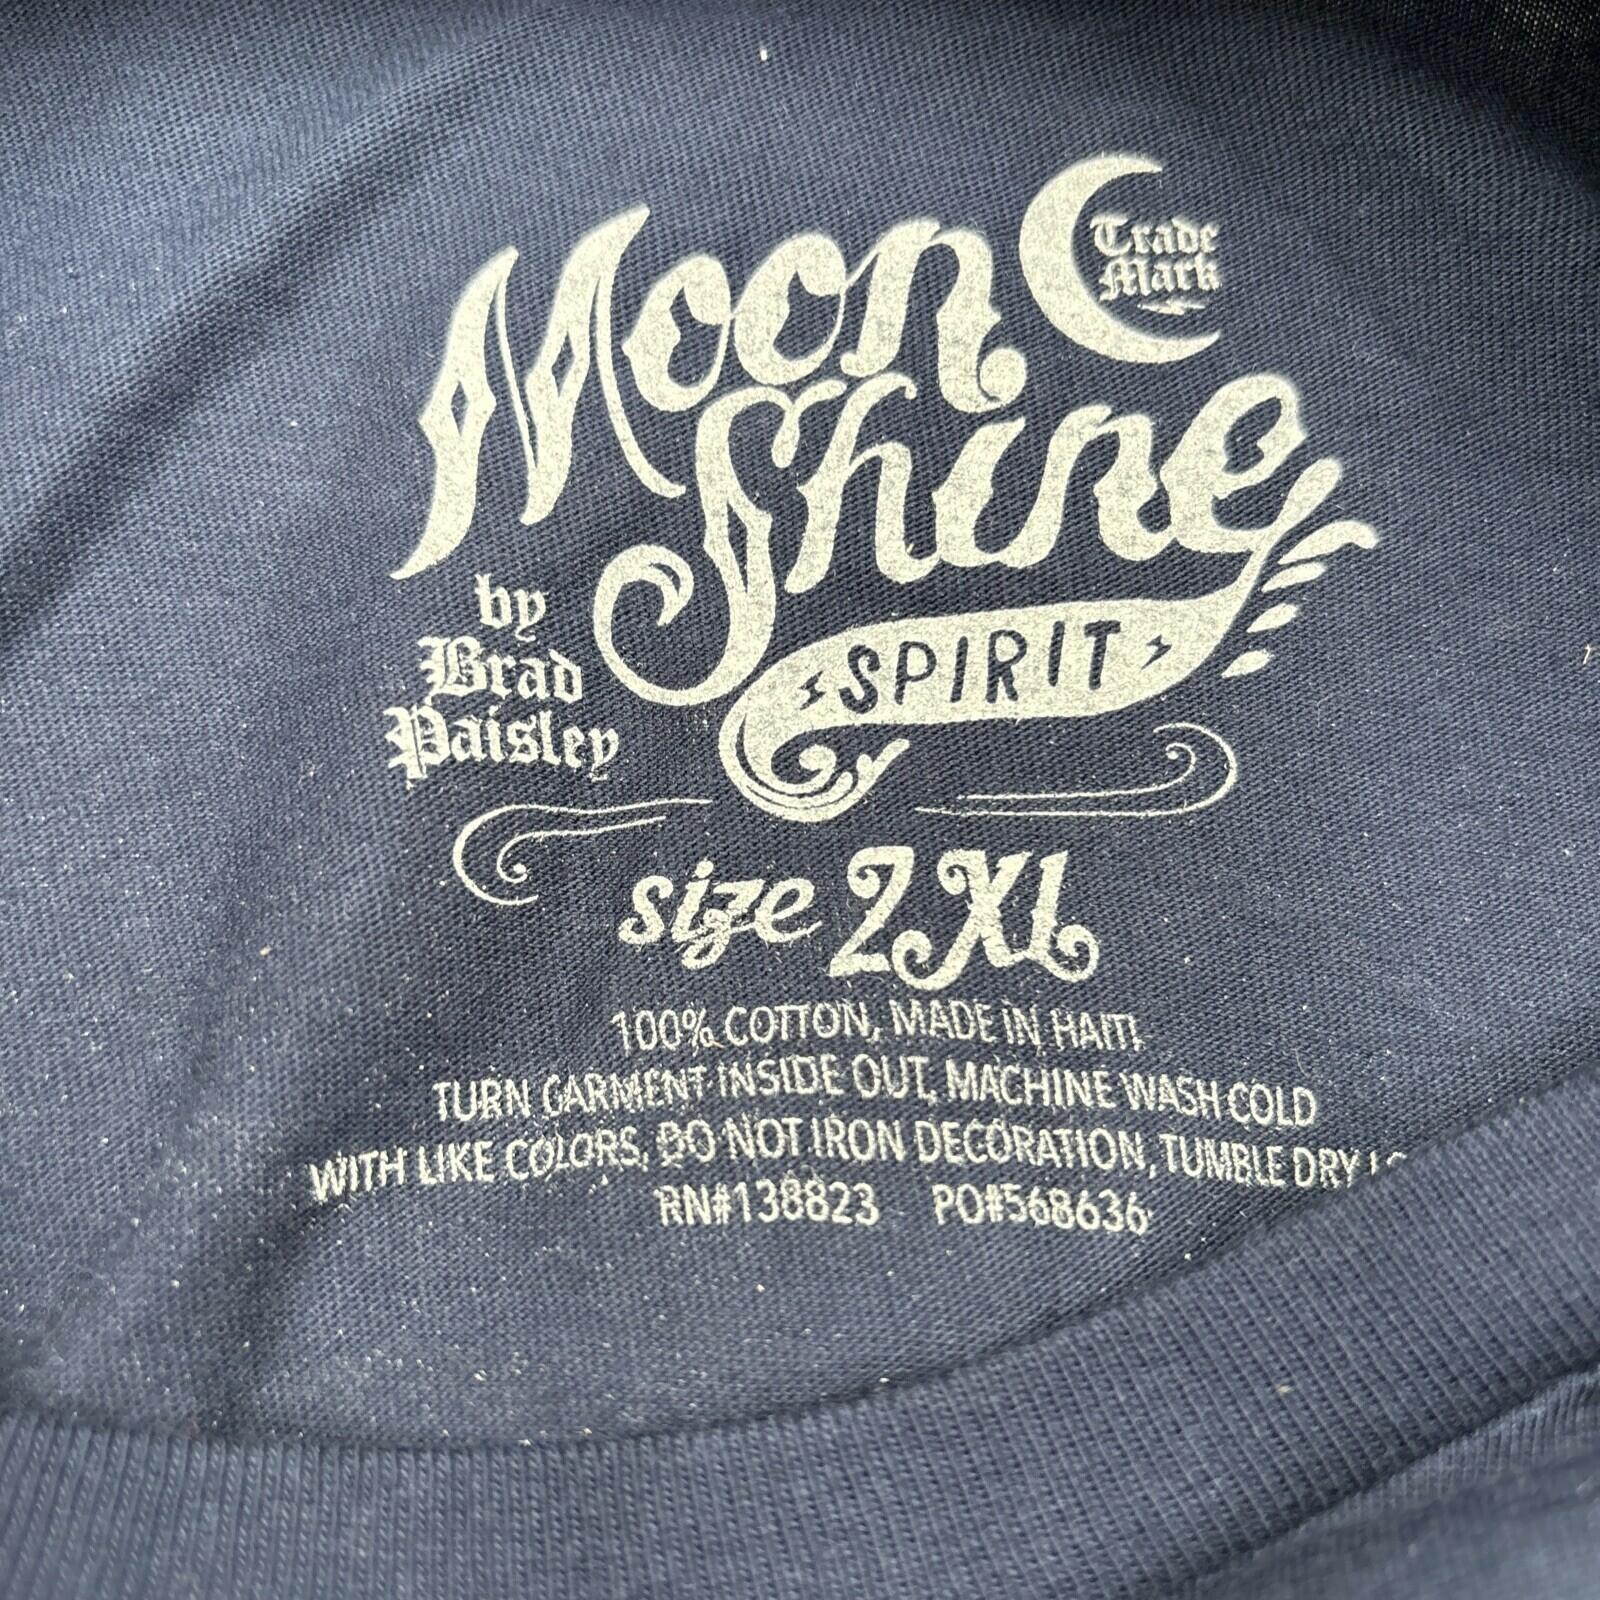 Moon
Trade
Mark
Shine
by
Brad
Paisley
SPIRIT
size 2XL
100% COTTON, MADE IN HAITI
TURN GARMENT INSIDE OUT, MACHINE WASH COLD
WITH LIKE COLORS, DO NOT IRON DECORATION, TUMBLE DRY
RN#138823 PO#568636